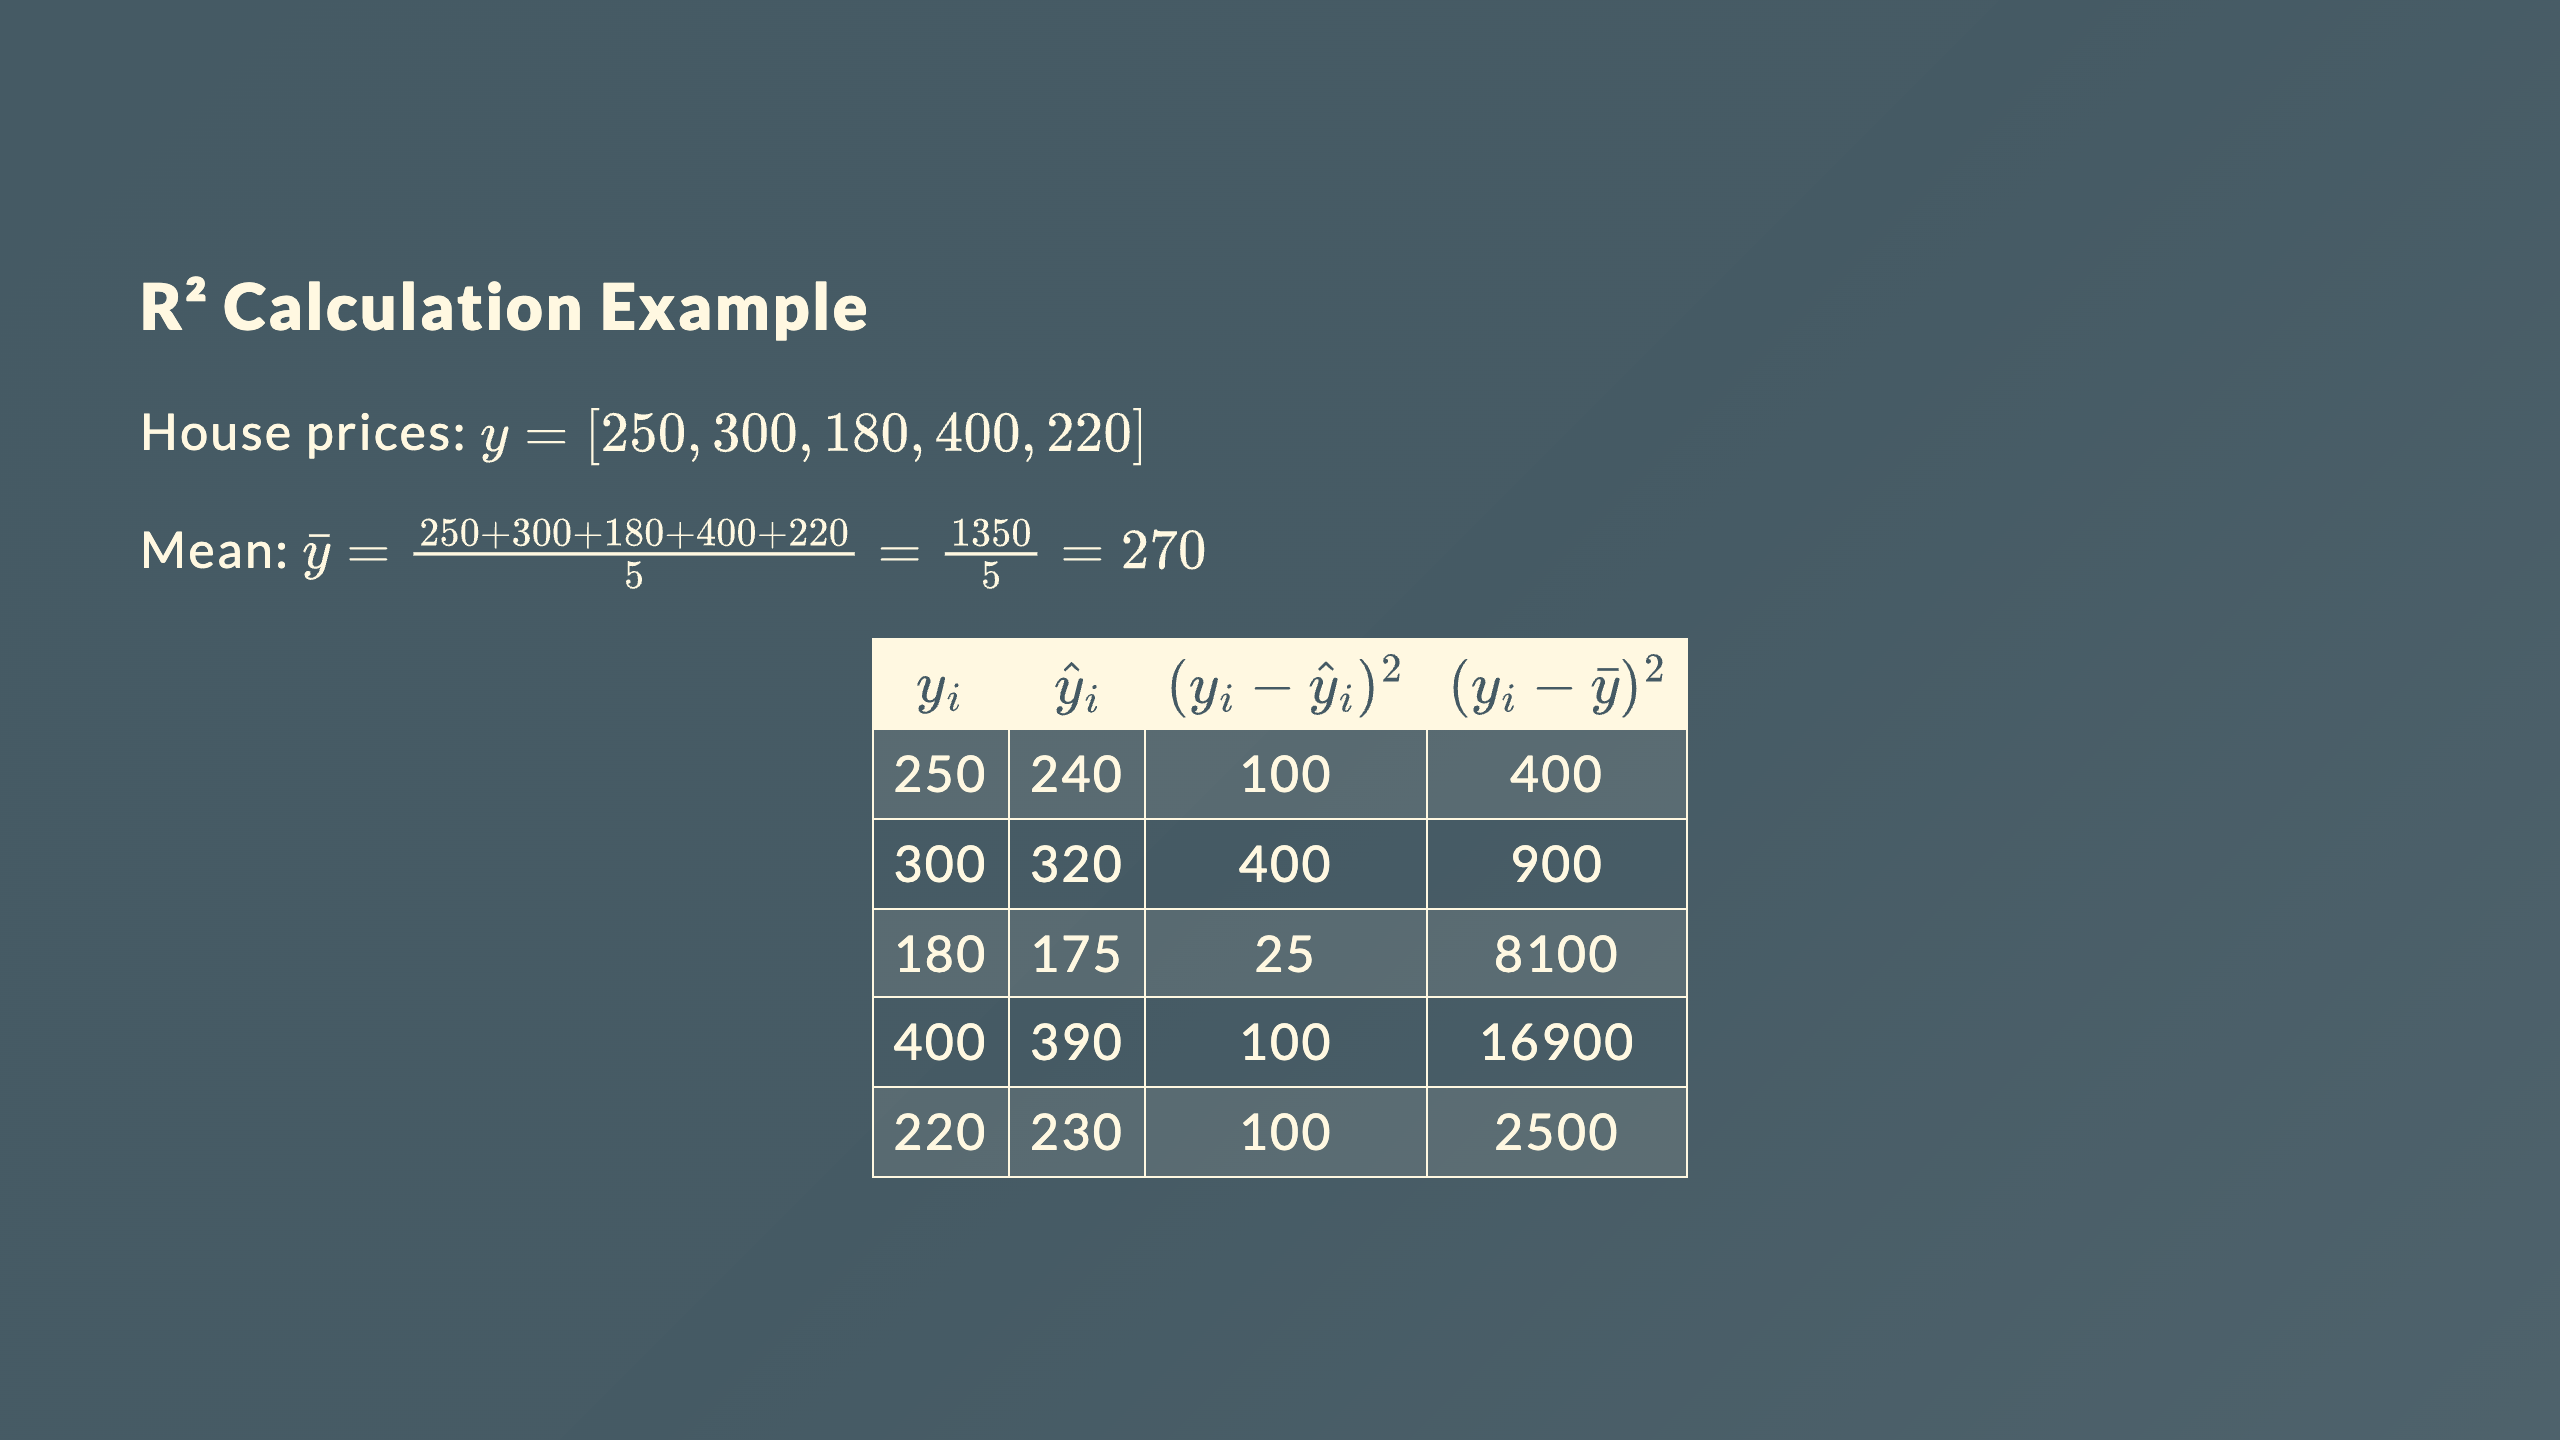 R² Calculation Example
House prices: y = [250, 300, 180, 400, 220]
Mean: ȳ = \frac{250+300+180+400+220}{5} = \frac{1350}{5} = 270
yᵢ ŷᵢ (yᵢ − ŷᵢ)² (yᵢ − ȳ)²
250 240 100 400
300 320 400 900
180 175 25 8100
400 390 100 16900
220 230 100 2500